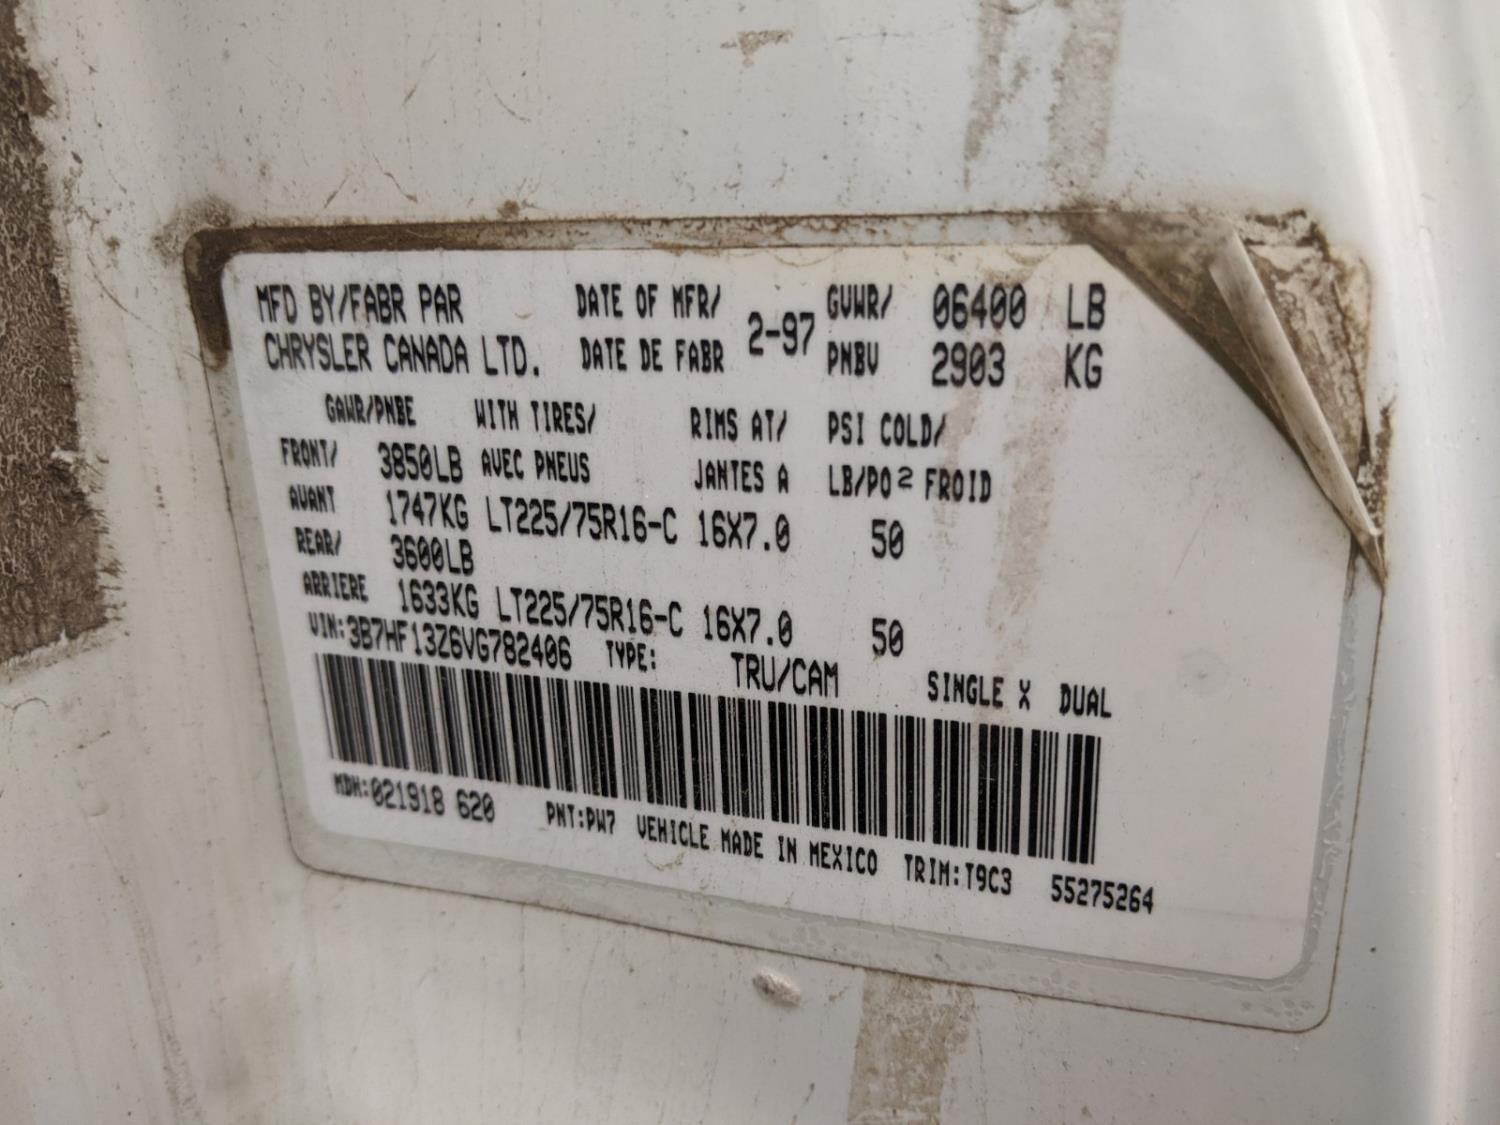 MFD BY/FABR PAR DATE OF MFR/ 2-97 GVWR/ 06400 LB
CHRYSLER CANADA LTD. DATE DE FABR PNBV 2903 KG
GAWR/PNBE WITH TIRES/ RIMS AT/ PSI COLD/
FRONT/ 3850LB AVEC PNEUS JANTES A LB/PO² FROID
AVANT 1747KG LT225/75R16-C 16X7.0 50
REAR/ 3600LB
ARRIERE 1633KG LT225/75R16-C 16X7.0 50
VIN:3B7HF13Z6VG782406 TYPE: TRU/CAM SINGLE X DUAL
MDH:021918 620 PNT:PW7 VEHICLE MADE IN MEXICO TRIM:T9C3 55275264